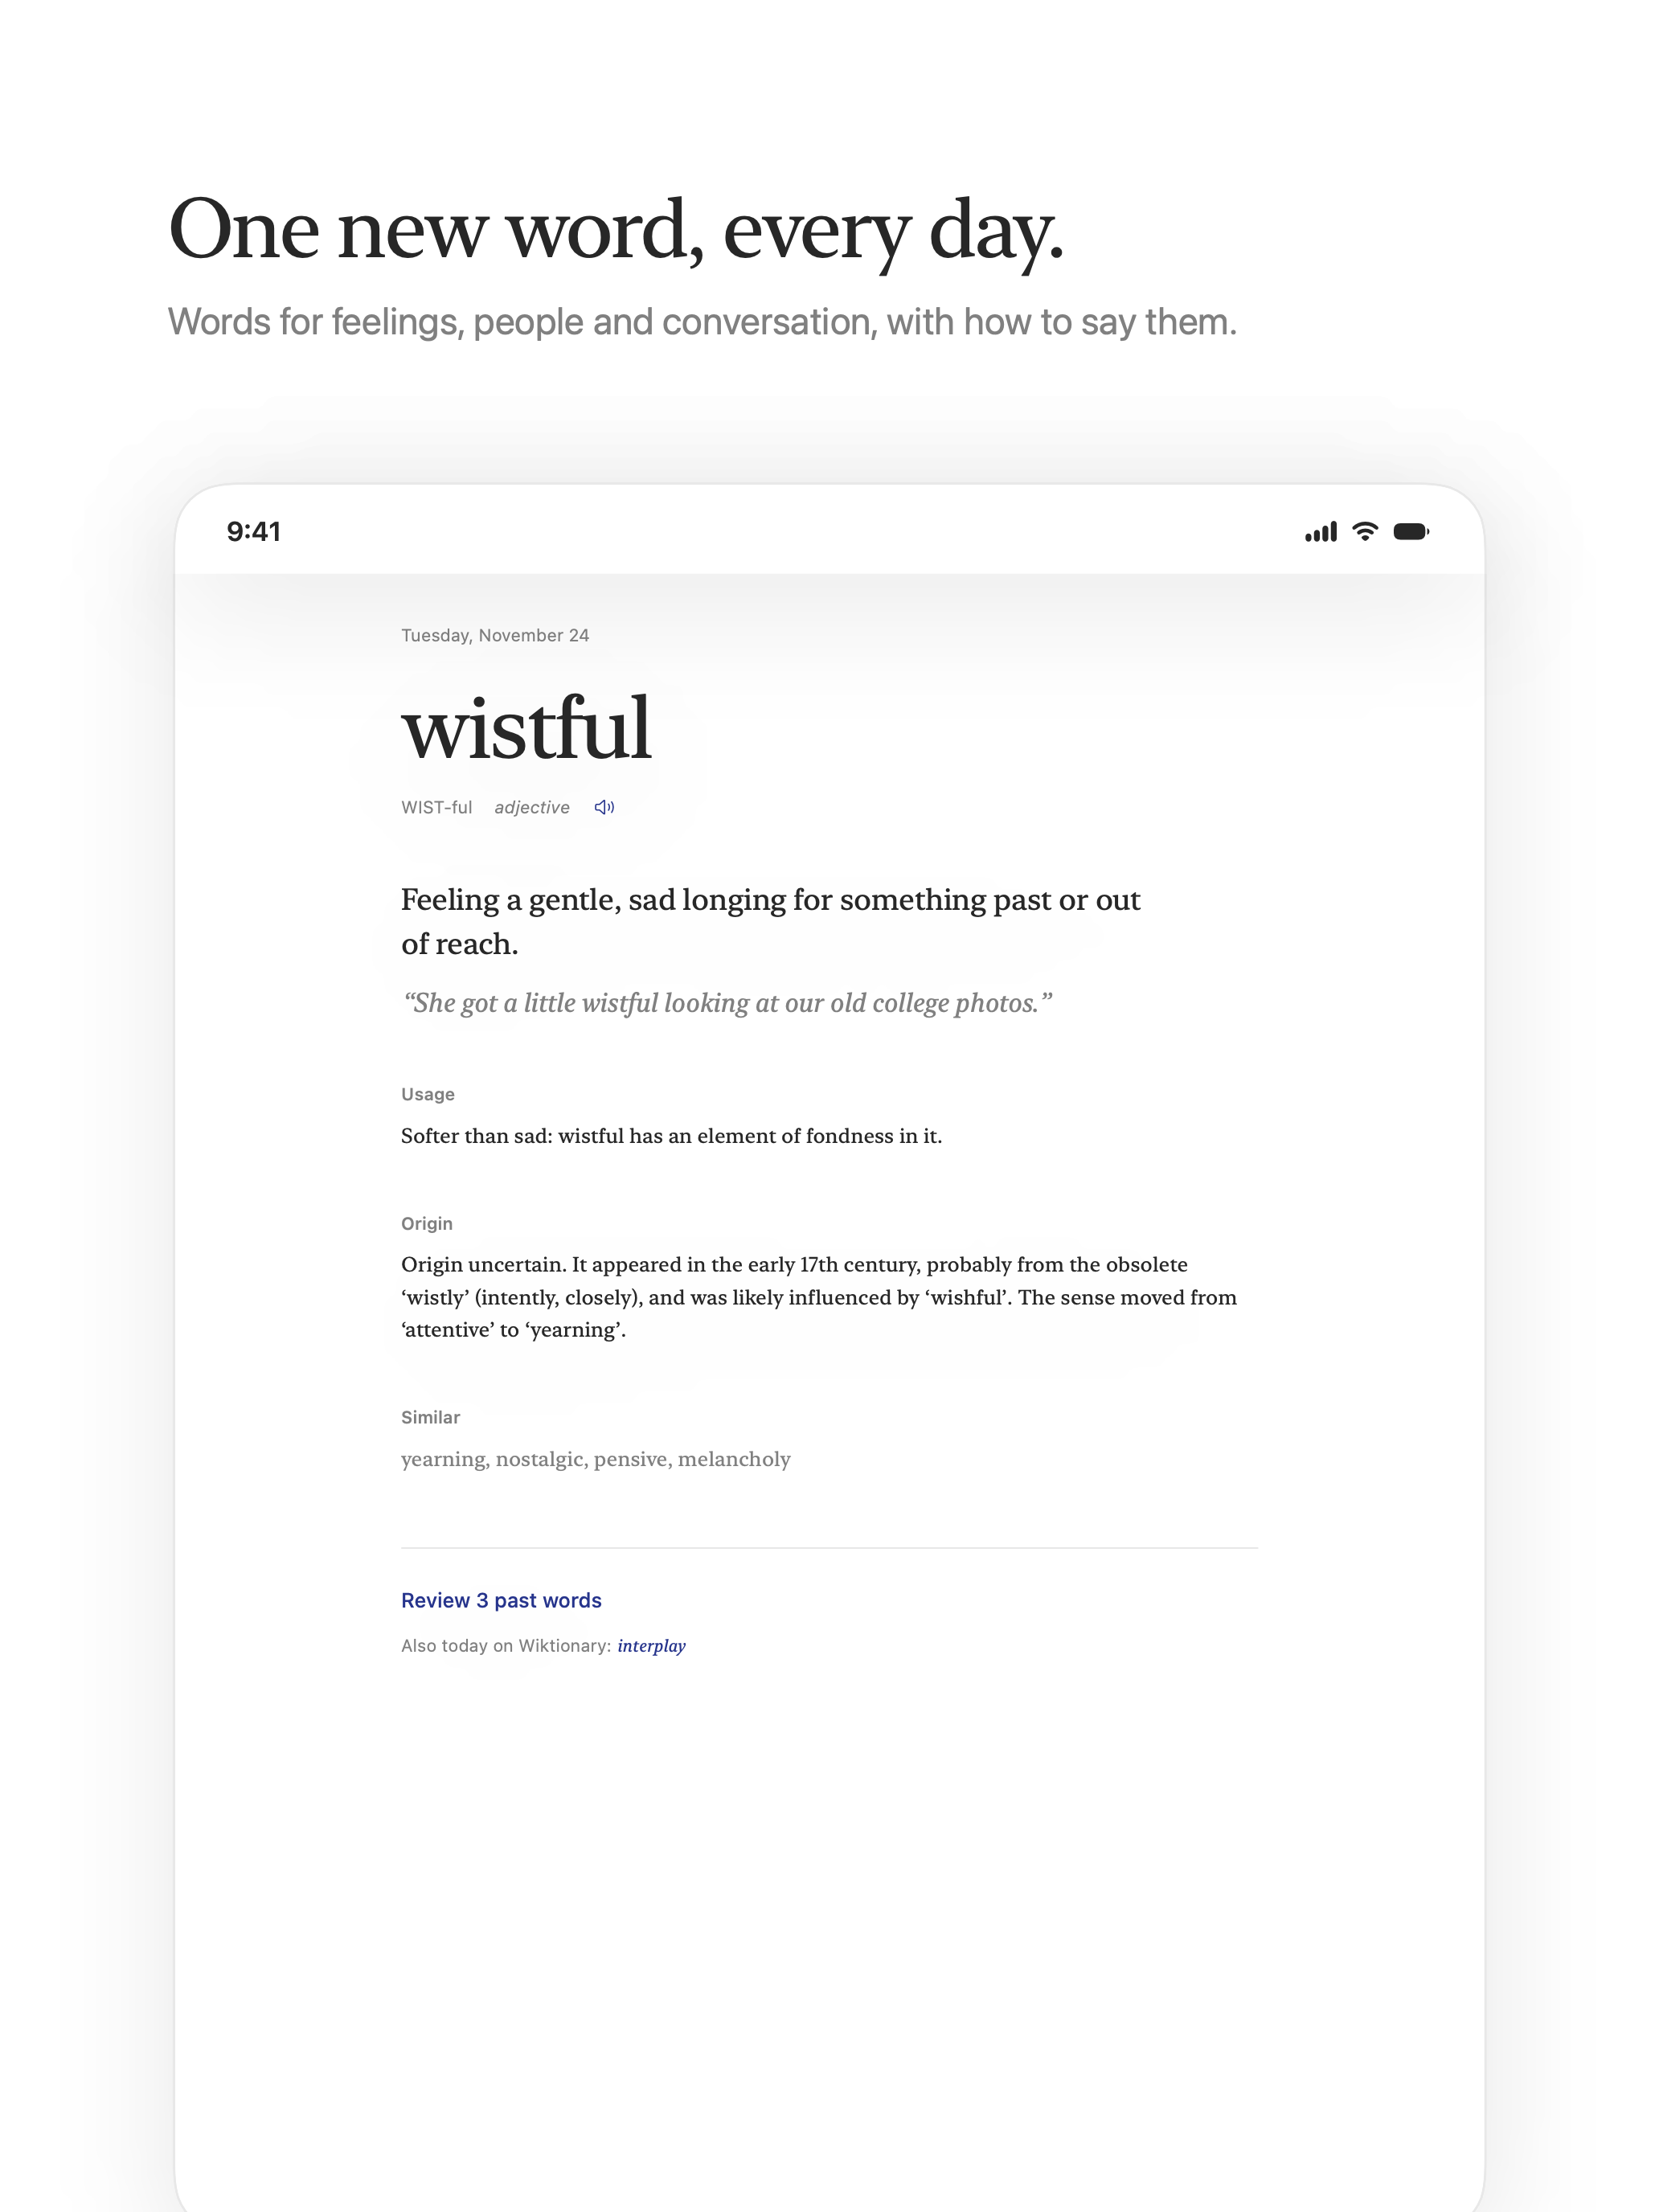 One new word, every day.
Words for feelings, people and conversation, with how to say them.
9:41
Tuesday, November 24
wistful
WIST-ful adjective
Feeling a gentle, sad longing for something past or out
of reach.
“She got a little wistful looking at our old college photos.”
Usage
Softer than sad: wistful has an element of fondness in it.
Origin
Origin uncertain. It appeared in the early 17th century, probably from the obsolete
‘wistly’ (intently, closely), and was likely influenced by ‘wishful’. The sense moved from
‘attentive’ to ‘yearning’.
Similar
yearning, nostalgic, pensive, melancholy
Review 3 past words
Also today on Wiktionary: interplay